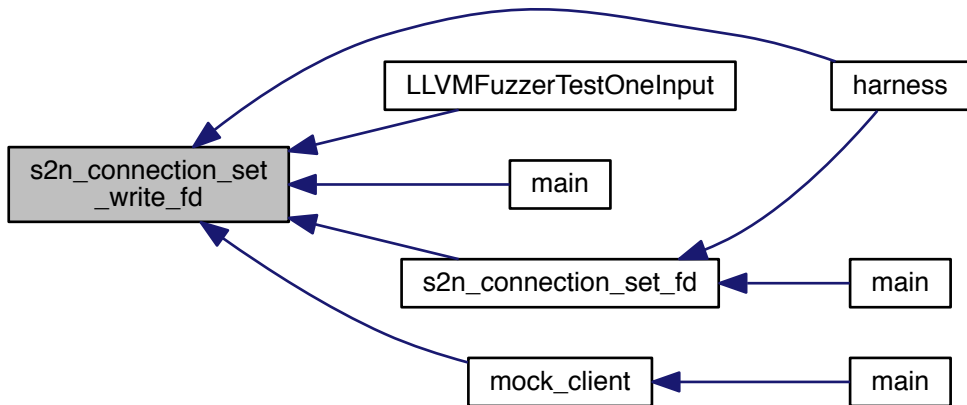 s2n_connection_set
_write_fd
LLVMFuzzerTestOneInput
harness
main
s2n_connection_set_fd
main
mock_client
main